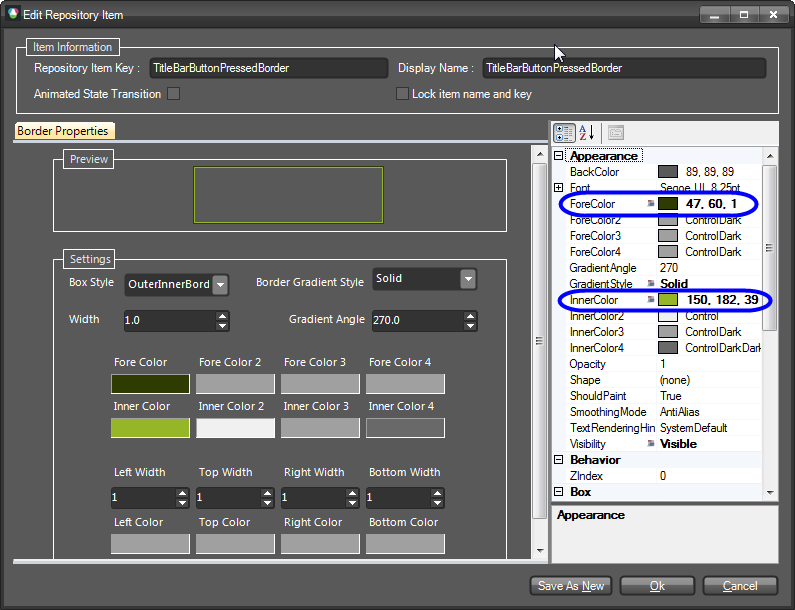 Edit Repository Item
Item Information
Repository Item Key : TitleBarButtonPressedBorder Display Name : TitleBarButtonPressedBorder
Animated State Transition Lock item name and key
Border Properties
Preview
Settings
Box Style OuterInnerBord Border Gradient Style Solid
Width 1.0 Gradient Angle 270.0
Fore Color Fore Color 2 Fore Color 3 Fore Color 4
Inner Color Inner Color 2 Inner Color 3 Inner Color 4
Left Width Top Width Right Width Bottom Width
1 1 1 1
Left Color Top Color Right Color Bottom Color
Appearance
BackColor 89, 89, 89
Font Segoe UI, 8.25pt
ForeColor 47, 60, 1
ForeColor2 ControlDark
ForeColor3 ControlDark
ForeColor4 ControlDark
GradientAngle 270
GradientStyle Solid
InnerColor 150, 182, 39
InnerColor2 Control
InnerColor3 ControlDark
InnerColor4 ControlDarkDark
Opacity 1
Shape (none)
ShouldPaint True
SmoothingMode AntiAlias
TextRenderingHin SystemDefault
Visibility Visible
Behavior
ZIndex 0
Box
Appearance
Save As New Ok Cancel